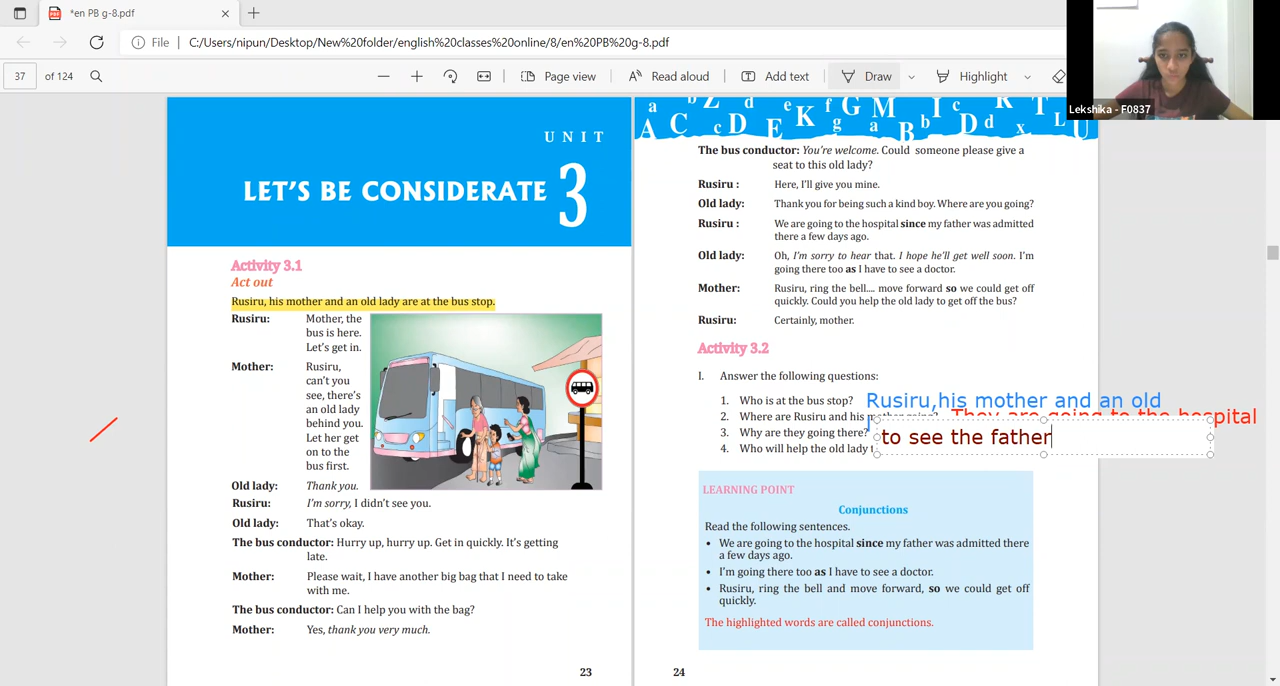 *en PB g-8.pdf
File
C:/Users/nipun/Desktop/New%20folder/english%20classes%20online/8/en%20PB%20g-8.pdf
37 of 124
Page view
Read aloud
Add text
Draw
Highlight
Lekshika - F0837
UNIT
LET'S BE CONSIDERATE 3
Activity 3.1
Act out
Rusiru, his mother and an old lady are at the bus stop.
Rusiru: Mother, the
bus is here.
Let's get in.
Mother: Rusiru,
can't you
see, there's
an old lady
behind you.
Let her get
on to the
bus first.
Old lady: Thank you.
Rusiru: I'm sorry, I didn't see you.
Old lady: That's okay.
The bus conductor: Hurry up, hurry up. Get in quickly. It's getting
late.
Mother: Please wait, I have another big bag that I need to take
with me.
The bus conductor: Can I help you with the bag?
Mother: Yes, thank you very much.
23
The bus conductor: You're welcome. Could someone please give a
seat to this old lady?
Rusiru : Here, I'll give you mine.
Old lady: Thank you for being such a kind boy. Where are you going?
Rusiru : We are going to the hospital since my father was admitted
there a few days ago.
Old lady: Oh, I'm sorry to hear that. I hope he'll get well soon. I'm
going there too as I have to see a doctor.
Mother: Rusiru, ring the bell.... move forward so we could get off
quickly. Could you help the old lady to get off the bus?
Rusiru: Certainly, mother.
Activity 3.2
I. Answer the following questions:
1. Who is at the bus stop? Rusiru,his mother and an old
2. Where are Rusiru and his mother going? They are going to the hospital
3. Why are they going there? to see the father
4. Who will help the old lady
LEARNING POINT
Conjunctions
Read the following sentences.
• We are going to the hospital since my father was admitted there
a few days ago.
• I'm going there too as I have to see a doctor.
• Rusiru, ring the bell and move forward, so we could get off
quickly.
The highlighted words are called conjunctions.
24